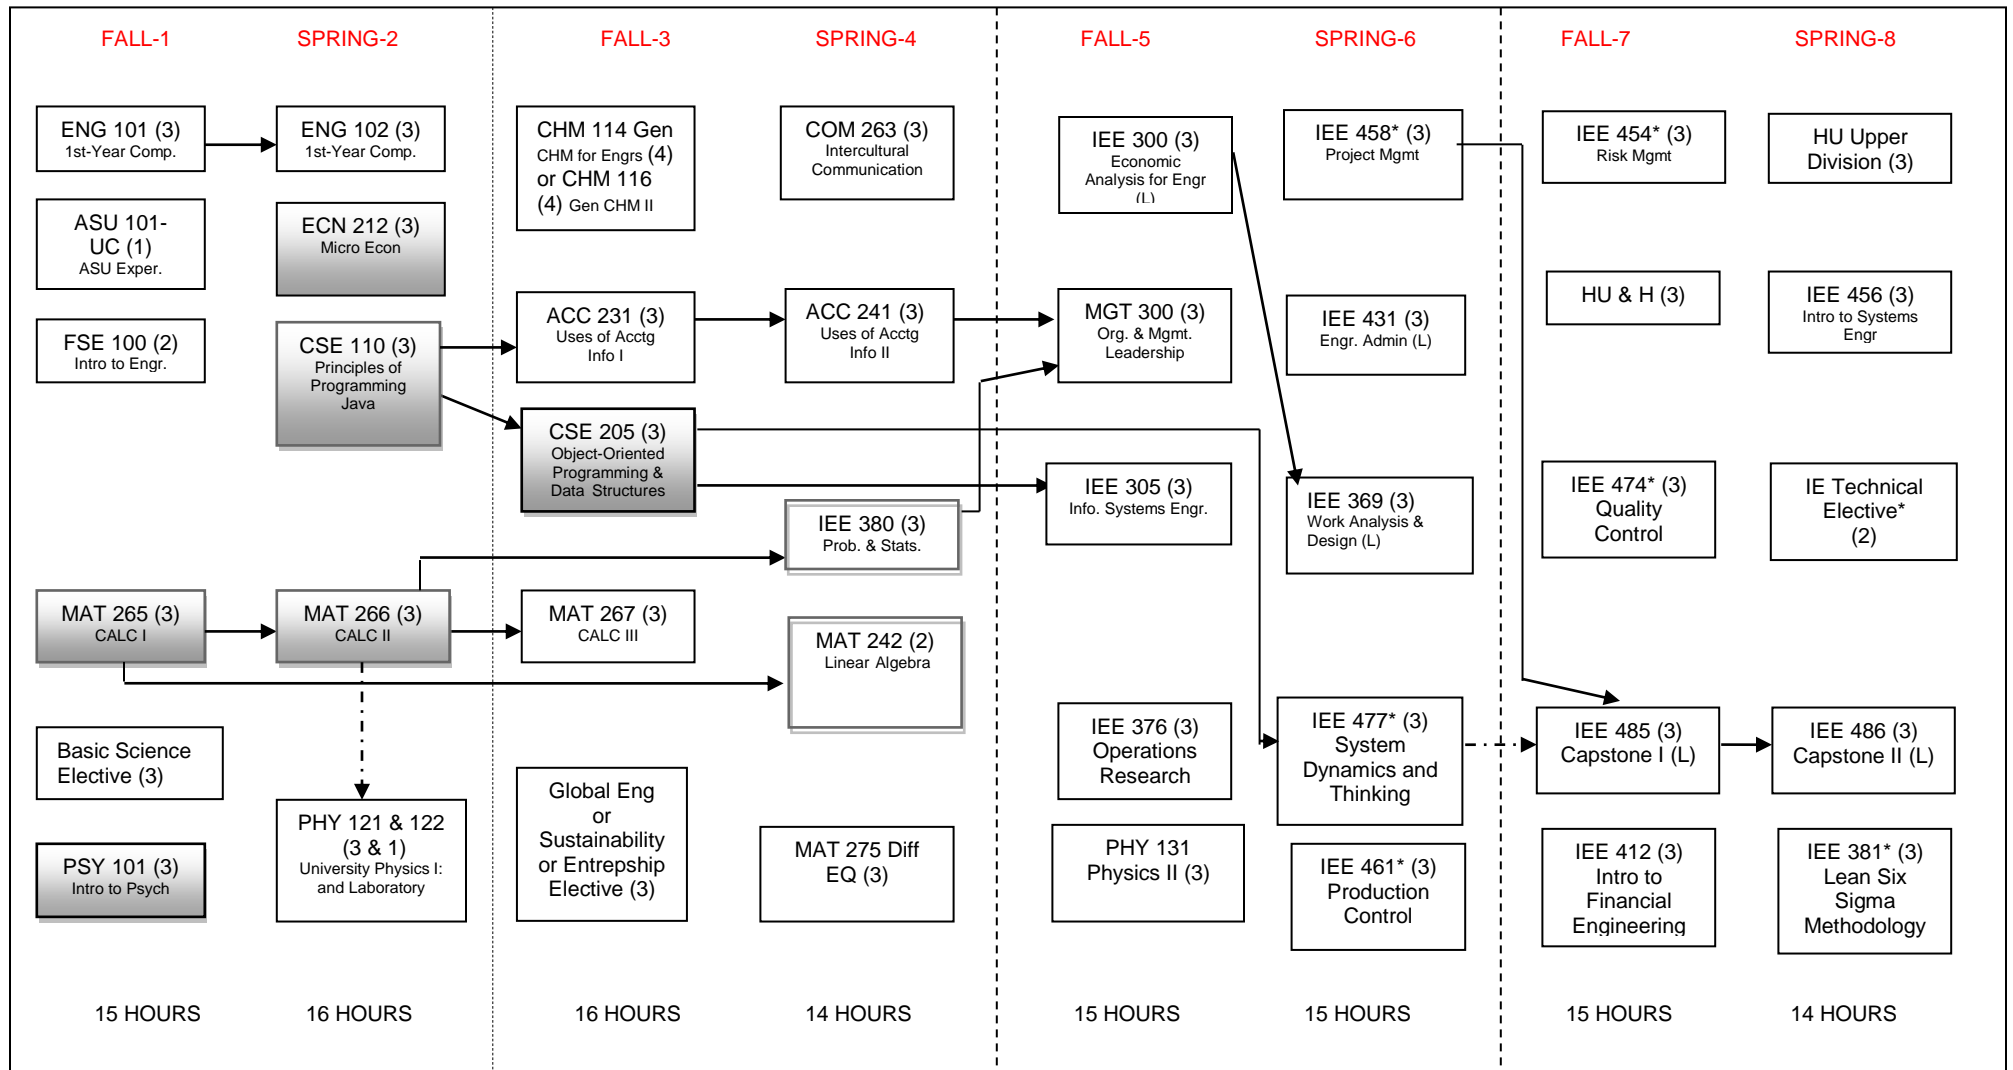 FALL-1
SPRING-2
FALL-3
SPRING-4
FALL-5
SPRING-6
FALL-7
SPRING-8
ENG 101 (3)
1st-Year Comp.
ASU 101-
UC (1)
ASU Exper.
FSE 100 (2)
Intro to Engr.
MAT 265 (3)
CALC I
Basic Science
Elective (3)
PSY 101 (3)
Intro to Psych
15 HOURS
ENG 102 (3)
1st-Year Comp.
ECN 212 (3)
Micro Econ
CSE 110 (3)
Principles of
Programming
Java
MAT 266 (3)
CALC II
PHY 121 & 122
(3 & 1)
University Physics I:
and Laboratory
16 HOURS
CHM 114 Gen
CHM for Engrs (4)
or CHM 116
(4) Gen CHM II
ACC 231 (3)
Uses of Acctg
Info I
CSE 205 (3)
Object-Oriented
Programming &
Data Structures
MAT 267 (3)
CALC III
Global Eng
or
Sustainability
or Entrepship
Elective (3)
16 HOURS
COM 263 (3)
Intercultural
Communication
ACC 241 (3)
Uses of Acctg
Info II
IEE 380 (3)
Prob. & Stats.
MAT 242 (2)
Linear Algebra
MAT 275 Diff
EQ (3)
14 HOURS
IEE 300 (3)
Economic
Analysis for Engr
(L)
MGT 300 (3)
Org. & Mgmt.
Leadership
IEE 305 (3)
Info. Systems Engr.
IEE 376 (3)
Operations
Research
PHY 131
Physics II (3)
15 HOURS
IEE 458* (3)
Project Mgmt
IEE 431 (3)
Engr. Admin (L)
IEE 369 (3)
Work Analysis &
Design (L)
IEE 477* (3)
System
Dynamics and
Thinking
IEE 461* (3)
Production
Control
15 HOURS
IEE 454* (3)
Risk Mgmt
HU & H (3)
IEE 474* (3)
Quality
Control
IEE 485 (3)
Capstone I (L)
IEE 412 (3)
Intro to
Financial
Engineering
15 HOURS
HU Upper
Division (3)
IEE 456 (3)
Intro to Systems
Engr
IE Technical
Elective*
(2)
IEE 486 (3)
Capstone II (L)
IEE 381* (3)
Lean Six
Sigma
Methodology
14 HOURS